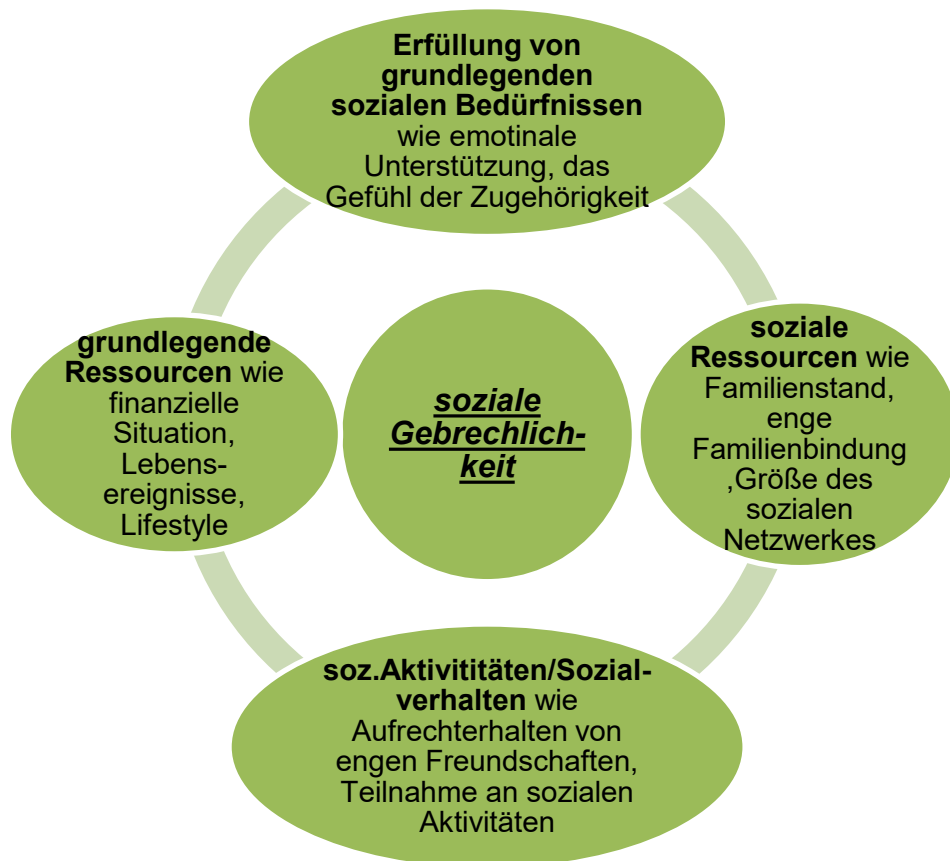 Erfüllung von
grundlegenden
sozialen Bedürfnissen
wie emotinale
Unterstützung, das
Gefühl der Zugehörigkeit
grundlegende
Ressourcen wie
finanzielle
Situation,
Lebens-
ereignisse,
Lifestyle
soziale
Gebrechlich-
keit
soziale
Ressourcen wie
Familienstand,
enge
Familienbindung
,Größe des
sozialen
Netzwerkes
soz.Aktivititäten/Sozial-
verhalten wie
Aufrechterhalten von
engen Freundschaften,
Teilnahme an sozialen
Aktivitäten